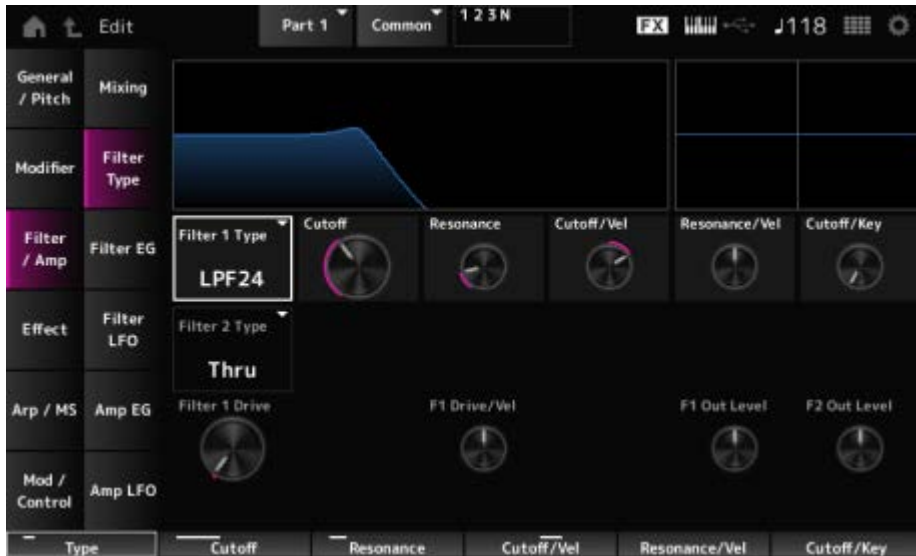 Edit
Part 1
Common
1 2 3 N
FX
♩118
General
/ Pitch
Mixing
Modifier
Filter
Type
Filter
/ Amp
Filter EG
Filter 1 Type
LPF24
Cutoff
Resonance
Cutoff/Vel
Resonance/Vel
Cutoff/Key
Effect
Filter
LFO
Filter 2 Type
Thru
Arp / MS
Amp EG
Filter 1 Drive
F1 Drive/Vel
F1 Out Level
F2 Out Level
Mod /
Control
Amp LFO
Type
Cutoff
Resonance
Cutoff/Vel
Resonance/Vel
Cutoff/Key